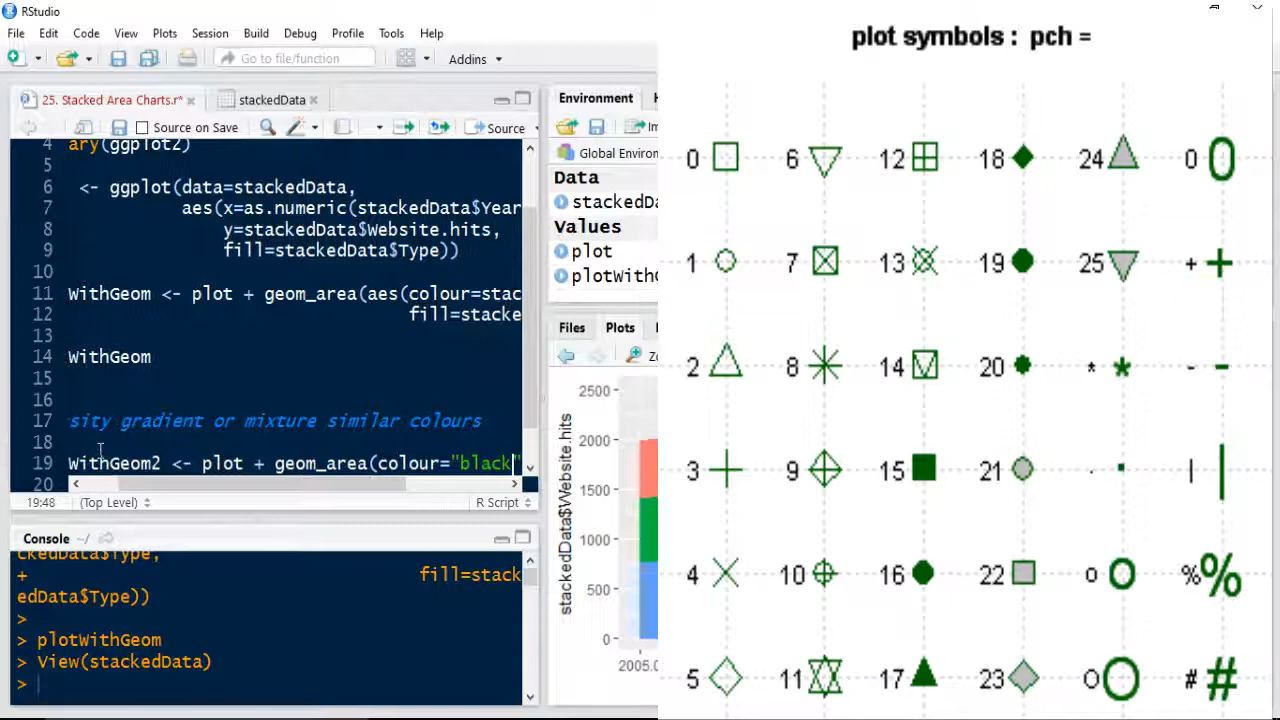 RStudio
File Edit Code View Plots Session Build Debug Profile Tools Help
Go to file/function Addins
25. Stacked Area Charts.r* stackedData
Source on Save Source
4 ary(ggplot2)
5
6 <- ggplot(data=stackedData,
7 aes(x=as.numeric(stackedData$Year
8 y=stackedData$Website.hits,
9 fill=stackedData$Type))
10
11 WithGeom <- plot + geom_area(aes(colour=stac
12 fill=stacke
13
14 WithGeom
15
16
17 sity gradient or mixture similar colours
18
19 WithGeom2 <- plot + geom_area(colour="black"
20
19:48 (Top Level) R Script
Console ~/
ckedData$Type,
+ fill=stack
edData$Type))
>
> plotWithGeom
> View(stackedData)
>
Environment H
Im
Global Environ
Data
stackedDa
Values
plot
plotWithG
Files Plots
Zo
stackedData$Website.hits
2500
2000
1500
1000
500
0
2005.0
plot symbols : pch =
0 6 12 18 24 0 0
1 7 13 19 25 + +
2 8 14 20 * *
3 9 15 21 . . | |
4 10 16 22 o o % %
5 11 17 23 O O # #
- -